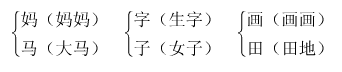 妈（妈妈） 字（生字） 画（画画）
马（大马） 子（女子） 田（田地）